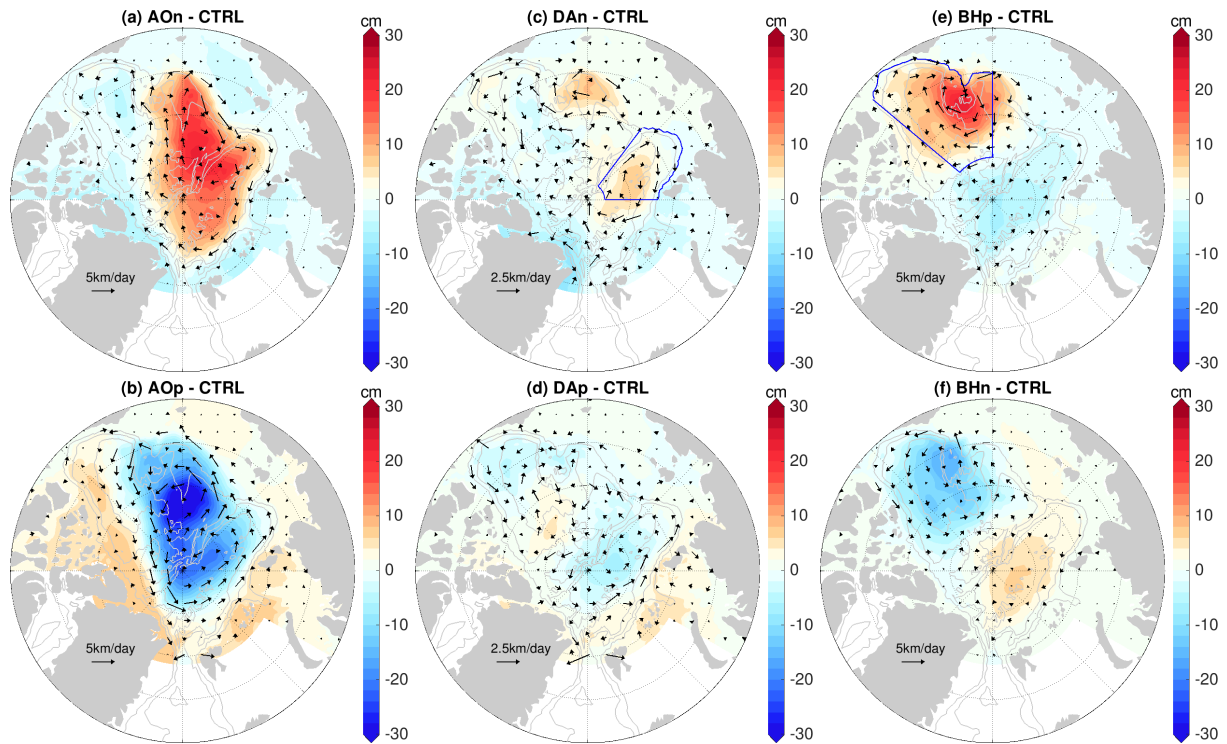 (a) AOn - CTRL
cm
30
20
10
0
-10
-20
-30
5km/day
(c) DAn - CTRL
cm
30
20
10
0
-10
-20
-30
2.5km/day
(e) BHp - CTRL
cm
30
20
10
0
-10
-20
-30
5km/day
(b) AOp - CTRL
cm
30
20
10
0
-10
-20
-30
5km/day
(d) DAp - CTRL
cm
30
20
10
0
-10
-20
-30
2.5km/day
(f) BHn - CTRL
cm
30
20
10
0
-10
-20
-30
5km/day